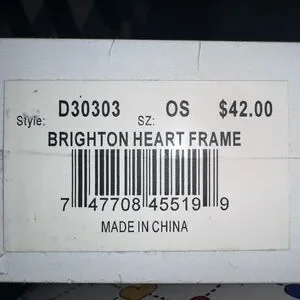 Style: D30303 SZ: OS $42.00
BRIGHTON HEART FRAME
7 47708 45519 9
MADE IN CHINA